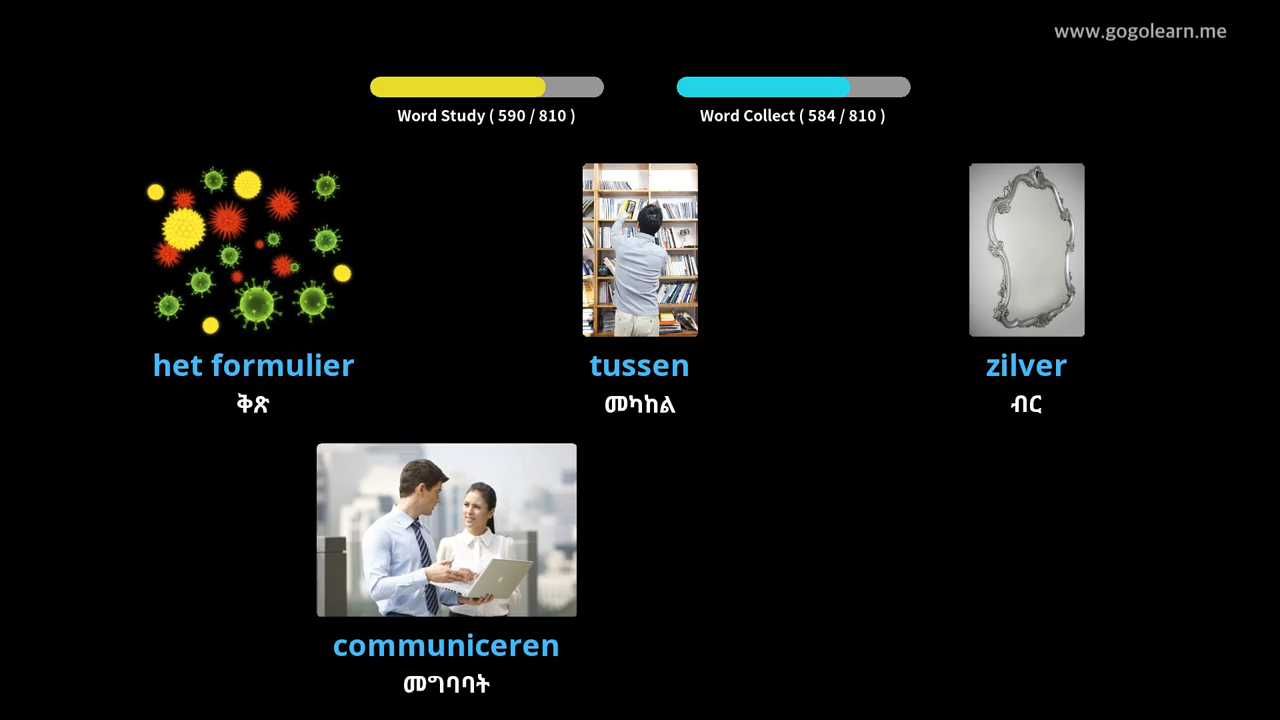 www.gogolearn.me
Word Study ( 590 / 810 )
Word Collect ( 584 / 810 )
het formulier
ቅጽ
tussen
መካከል
zilver
ብር
communiceren
መግባባት